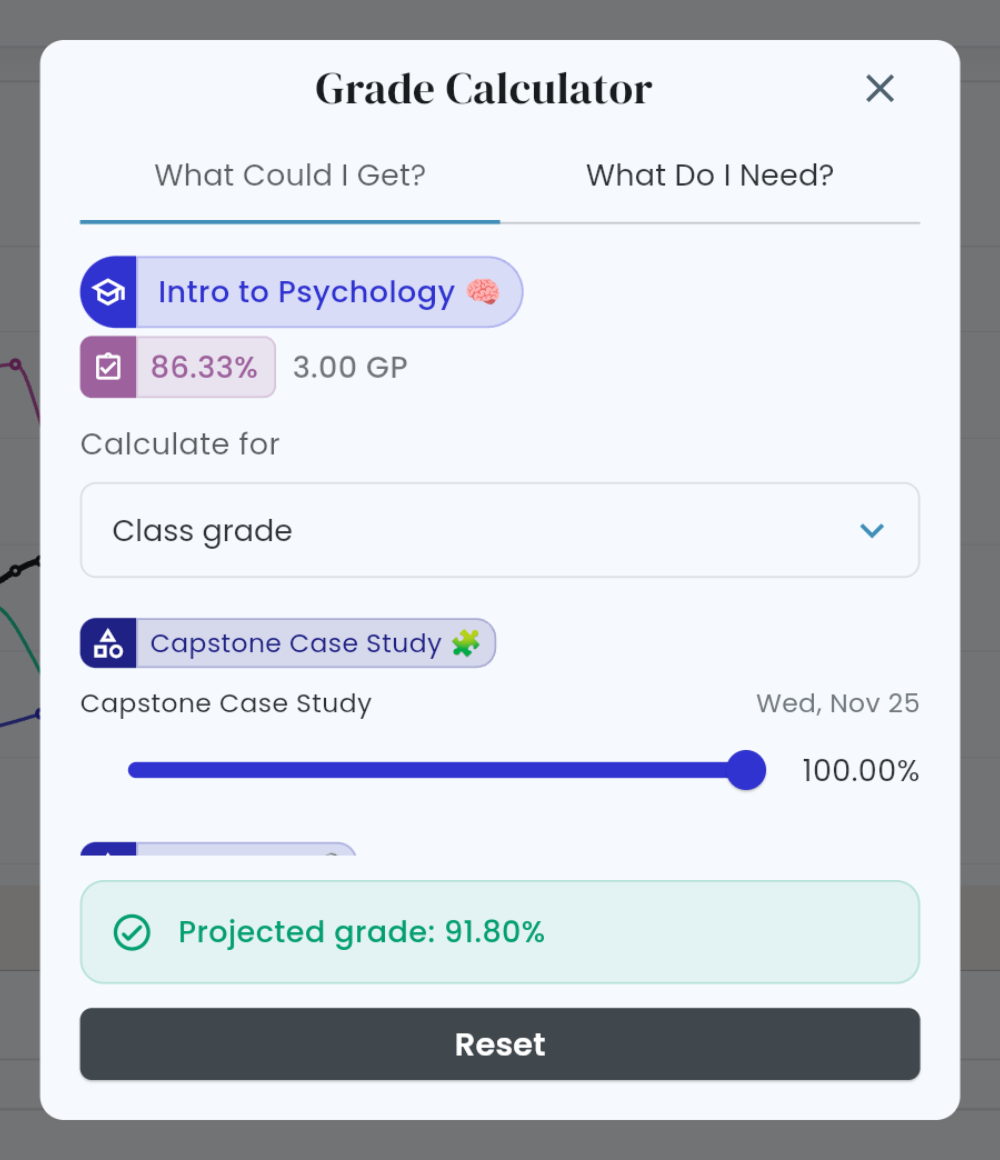 Grade Calculator
What Could I Get?
What Do I Need?
Intro to Psychology 🧠
86.33% 3.00 GP
Calculate for
Class grade
Capstone Case Study 🧩
Capstone Case Study Wed, Nov 25
100.00%
Projected grade: 91.80%
Reset